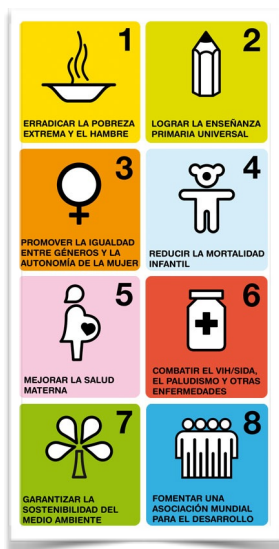 1
ERRADICAR LA POBREZA
EXTREMA Y EL HAMBRE
2
LOGRAR LA ENSEÑANZA
PRIMARIA UNIVERSAL
3
PROMOVER LA IGUALDAD
ENTRE GÉNEROS Y LA
AUTONOMÍA DE LA MUJER
4
REDUCIR LA MORTALIDAD
INFANTIL
5
MEJORAR LA SALUD
MATERNA
6
COMBATIR EL VIH/SIDA,
EL PALUDISMO Y OTRAS
ENFERMEDADES
7
GARANTIZAR LA
SOSTENIBILIDAD DEL
MEDIO AMBIENTE
8
FOMENTAR UNA
ASOCIACIÓN MUNDIAL
PARA EL DESARROLLO